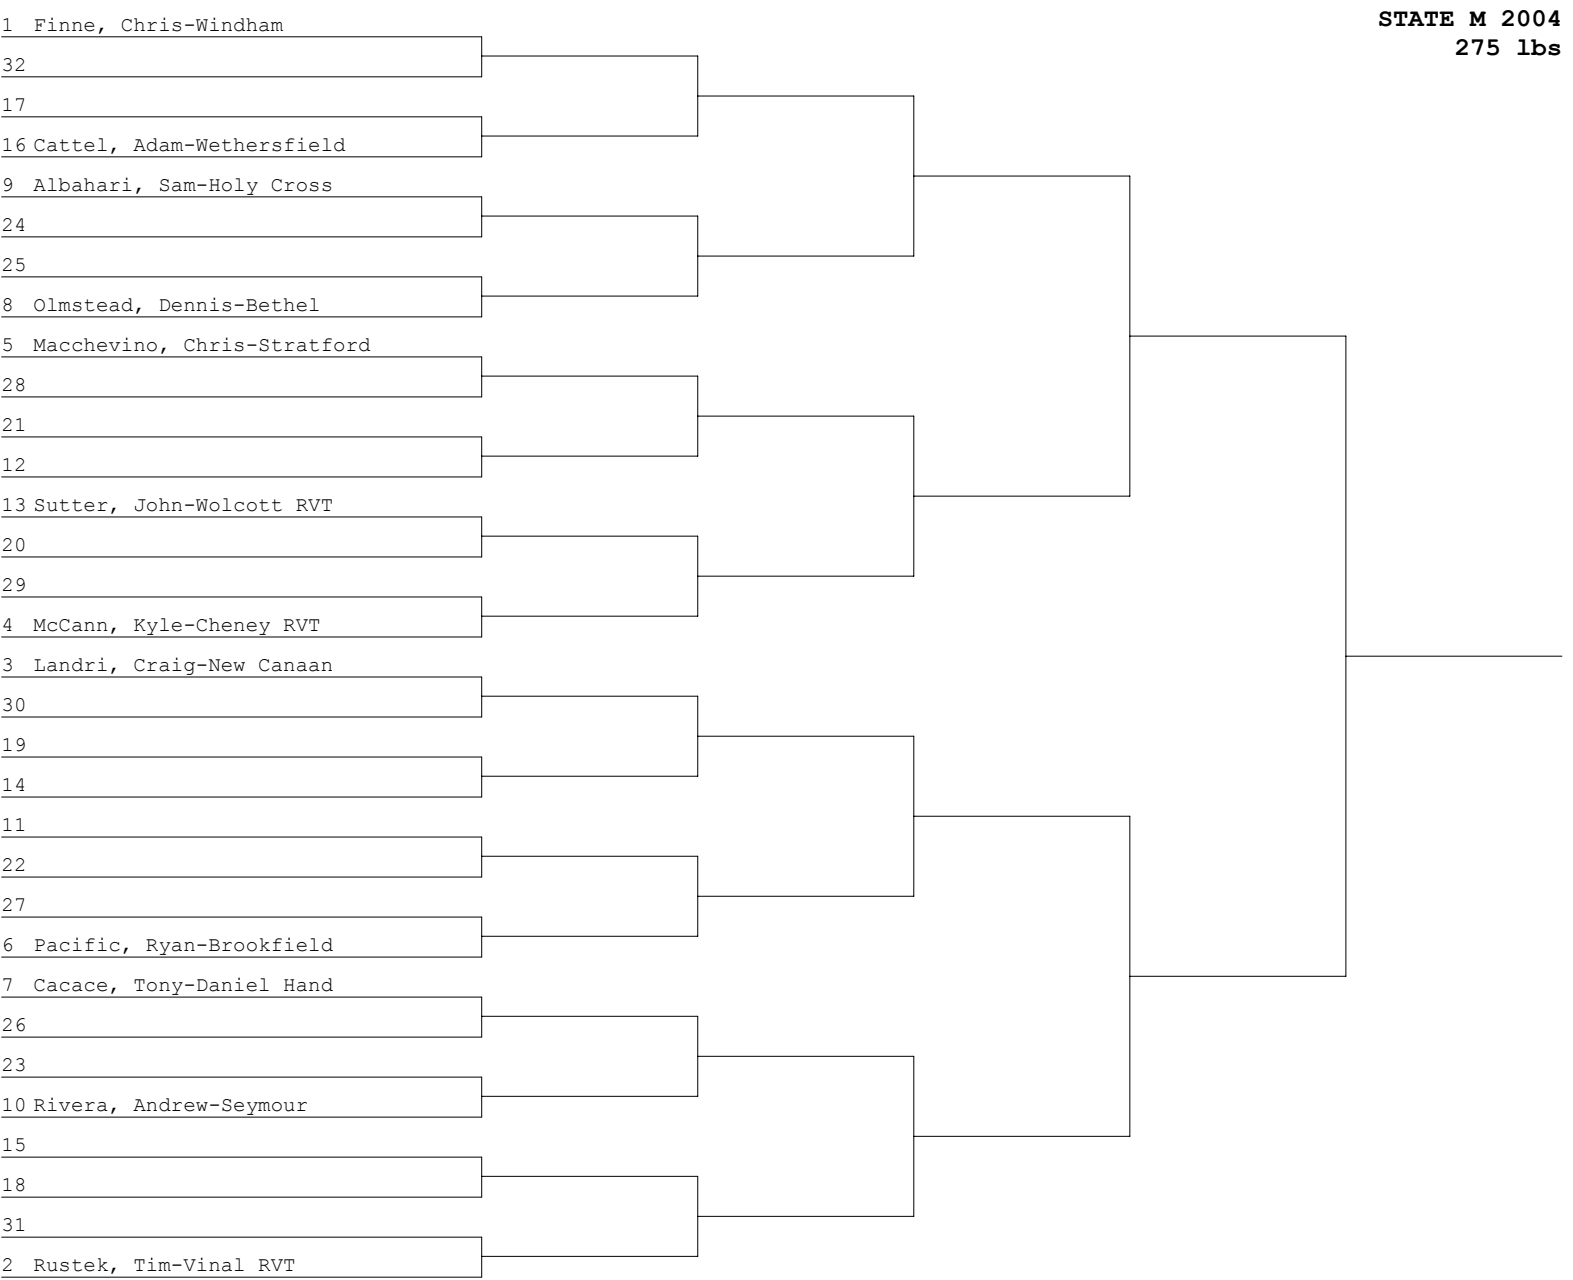 STATE M 2004
275 lbs
1 Finne, Chris-Windham
32
17
16 Cattel, Adam-Wethersfield
9 Albahari, Sam-Holy Cross
24
25
8 Olmstead, Dennis-Bethel
5 Macchevino, Chris-Stratford
28
21
12
13 Sutter, John-Wolcott RVT
20
29
4 McCann, Kyle-Cheney RVT
3 Landri, Craig-New Canaan
30
19
14
11
22
27
6 Pacific, Ryan-Brookfield
7 Cacace, Tony-Daniel Hand
26
23
10 Rivera, Andrew-Seymour
15
18
31
2 Rustek, Tim-Vinal RVT